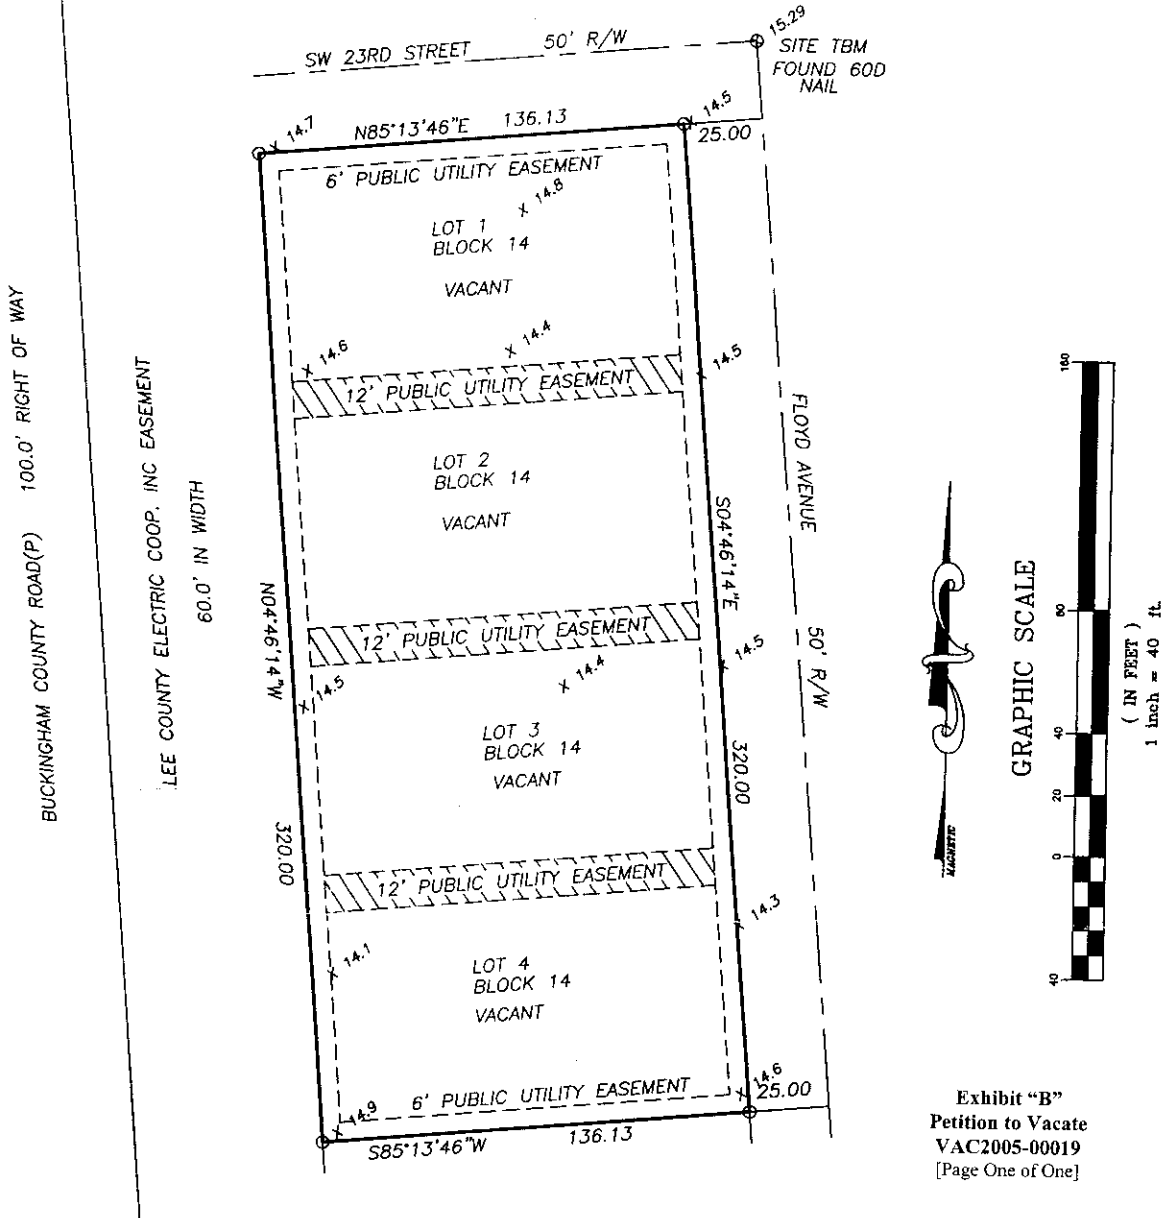 SW 23RD STREET 50' R/W
15.29
SITE TBM
FOUND 60D
NAIL
14.7
N85°13'46"E 136.13
14.5
25.00
6' PUBLIC UTILITY EASEMENT
14.8
LOT 1
BLOCK 14
VACANT
14.6
14.4
14.5
12' PUBLIC UTILITY EASEMENT
LOT 2
BLOCK 14
VACANT
12' PUBLIC UTILITY EASEMENT
14.5
14.4
14.5
LOT 3
BLOCK 14
VACANT
12' PUBLIC UTILITY EASEMENT
14.3
14.1
LOT 4
BLOCK 14
VACANT
6' PUBLIC UTILITY EASEMENT
14.9
14.6
25.00
S85°13'46"W 136.13
BUCKINGHAM COUNTY ROAD(P) 100.0' RIGHT OF WAY
LEE COUNTY ELECTRIC COOP. INC EASEMENT
60.0' IN WIDTH
N04°46'14"W
320.00
S04°46'14"E
320.00
FLOYD AVENUE
50' R/W
MAGNETIC
GRAPHIC SCALE
40 0 20 40 80 160
( IN FEET )
1 inch = 40 ft.
Exhibit “B”
Petition to Vacate
VAC2005-00019
[Page One of One]